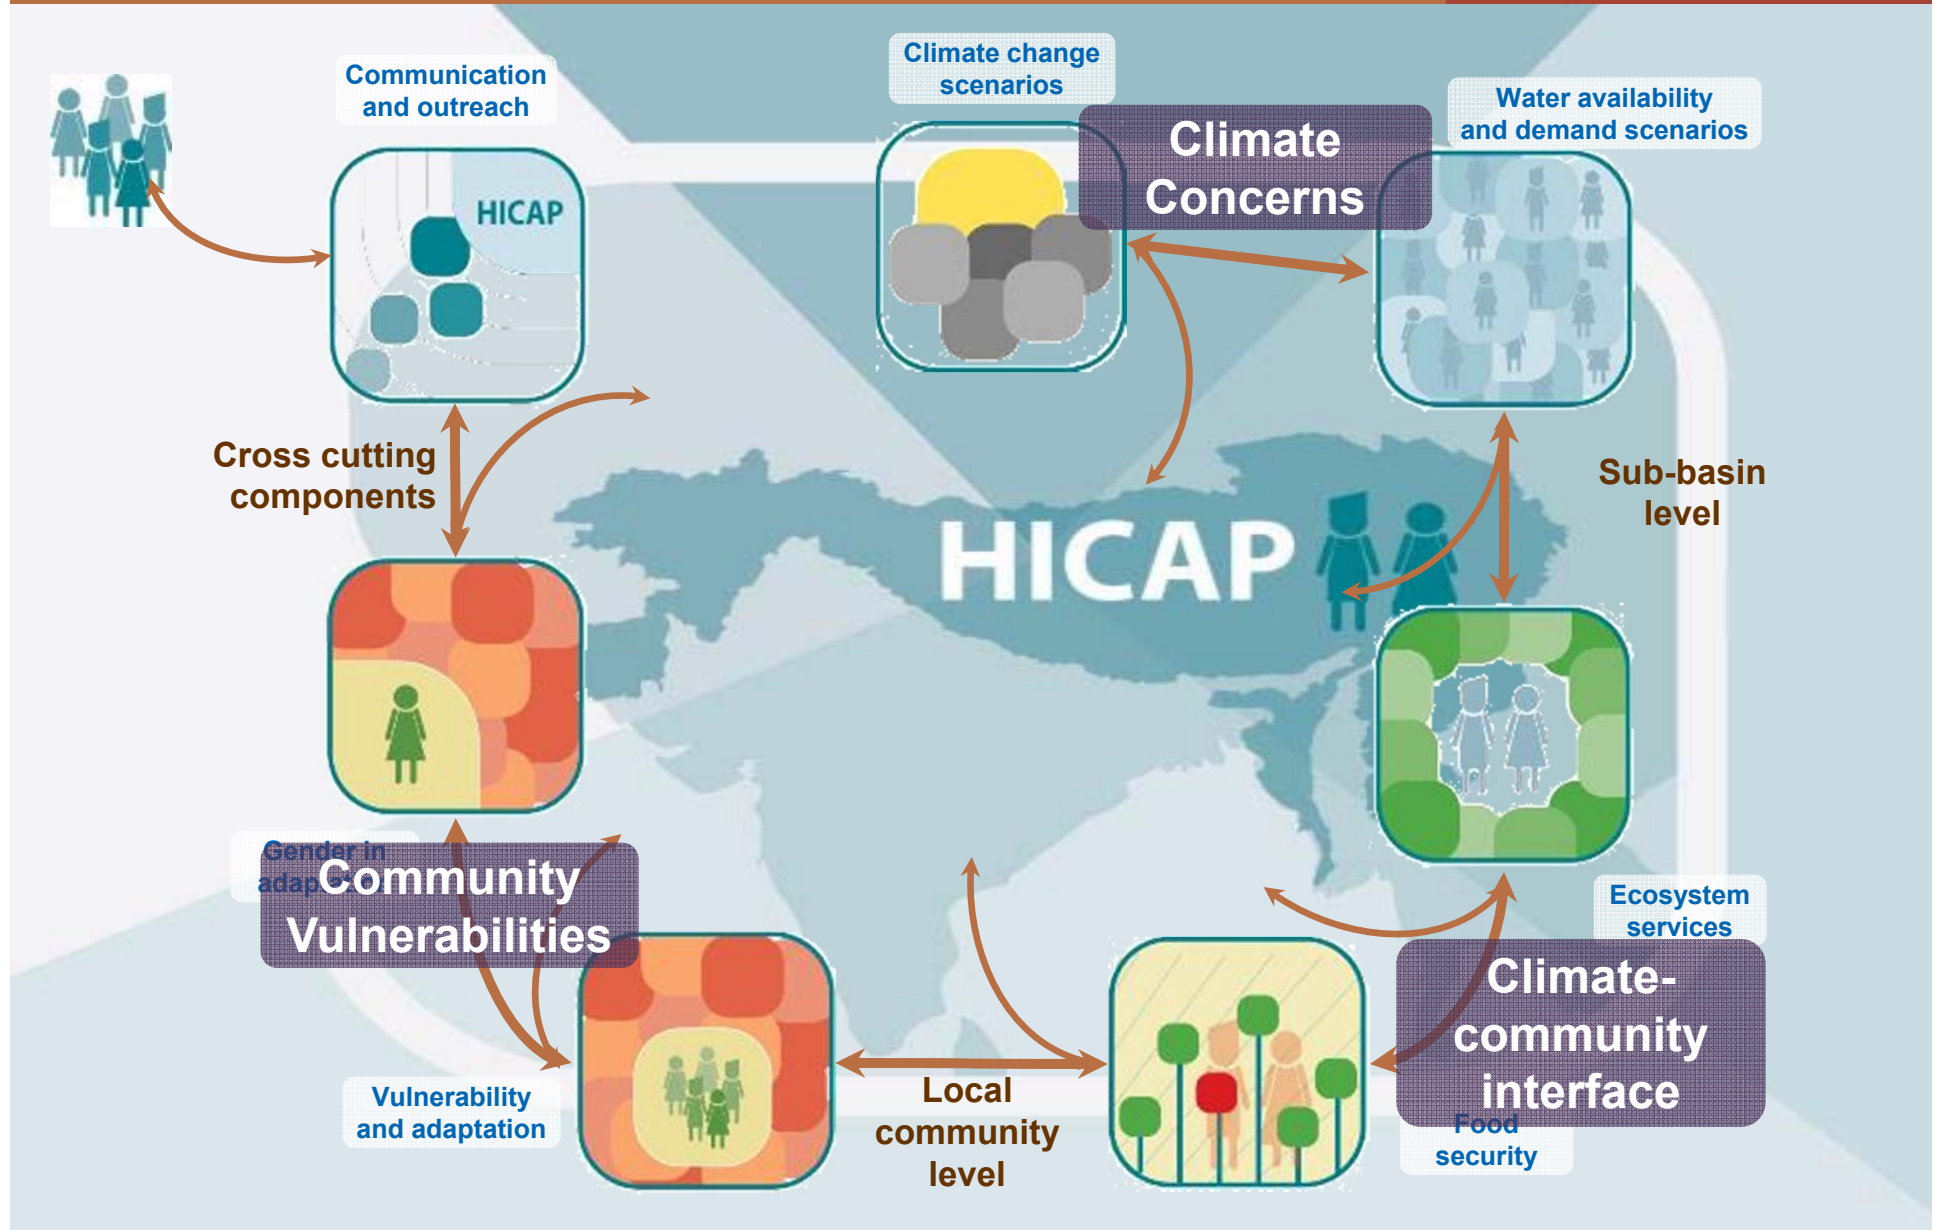 Communication
and outreach
Climate change
scenarios
Water availability
and demand scenarios
Climate
Concerns
HICAP
Cross cutting
components
Sub-basin
level
HICAP
Gender in
Community
Vulnerabilities
Ecosystem
services
Climate-
community
interface
Vulnerability
and adaptation
Local
community
level
Food
security